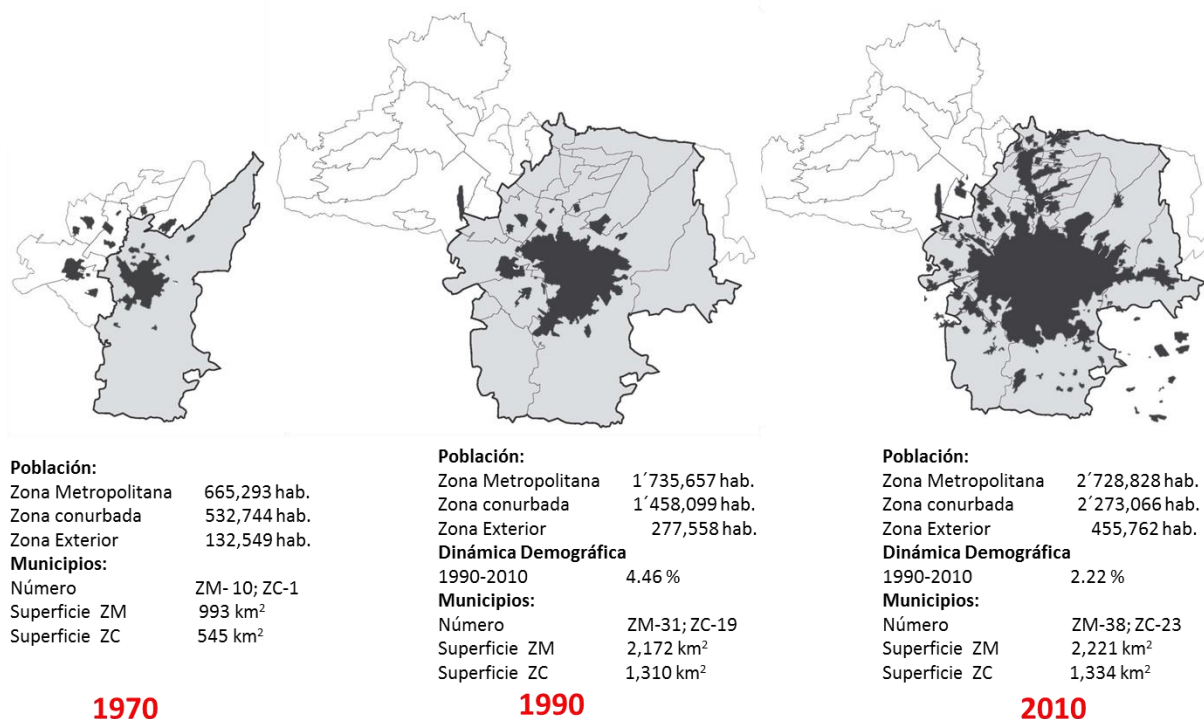 Población:
Zona Metropolitana 665,293 hab.
Zona conurbada 532,744 hab.
Zona Exterior 132,549 hab.
Municipios:
Número ZM- 10; ZC-1
Superficie ZM 993 km²
Superficie ZC 545 km²
1970
Población:
Zona Metropolitana 1´735,657 hab.
Zona conurbada 1´458,099 hab.
Zona Exterior 277,558 hab.
Dinámica Demográfica
1990-2010 4.46 %
Municipios:
Número ZM-31; ZC-19
Superficie ZM 2,172 km²
Superficie ZC 1,310 km²
1990
Población:
Zona Metropolitana 2´728,828 hab.
Zona conurbada 2´273,066 hab.
Zona Exterior 455,762 hab.
Dinámica Demográfica
1990-2010 2.22 %
Municipios:
Número ZM-38; ZC-23
Superficie ZM 2,221 km²
Superficie ZC 1,334 km²
2010